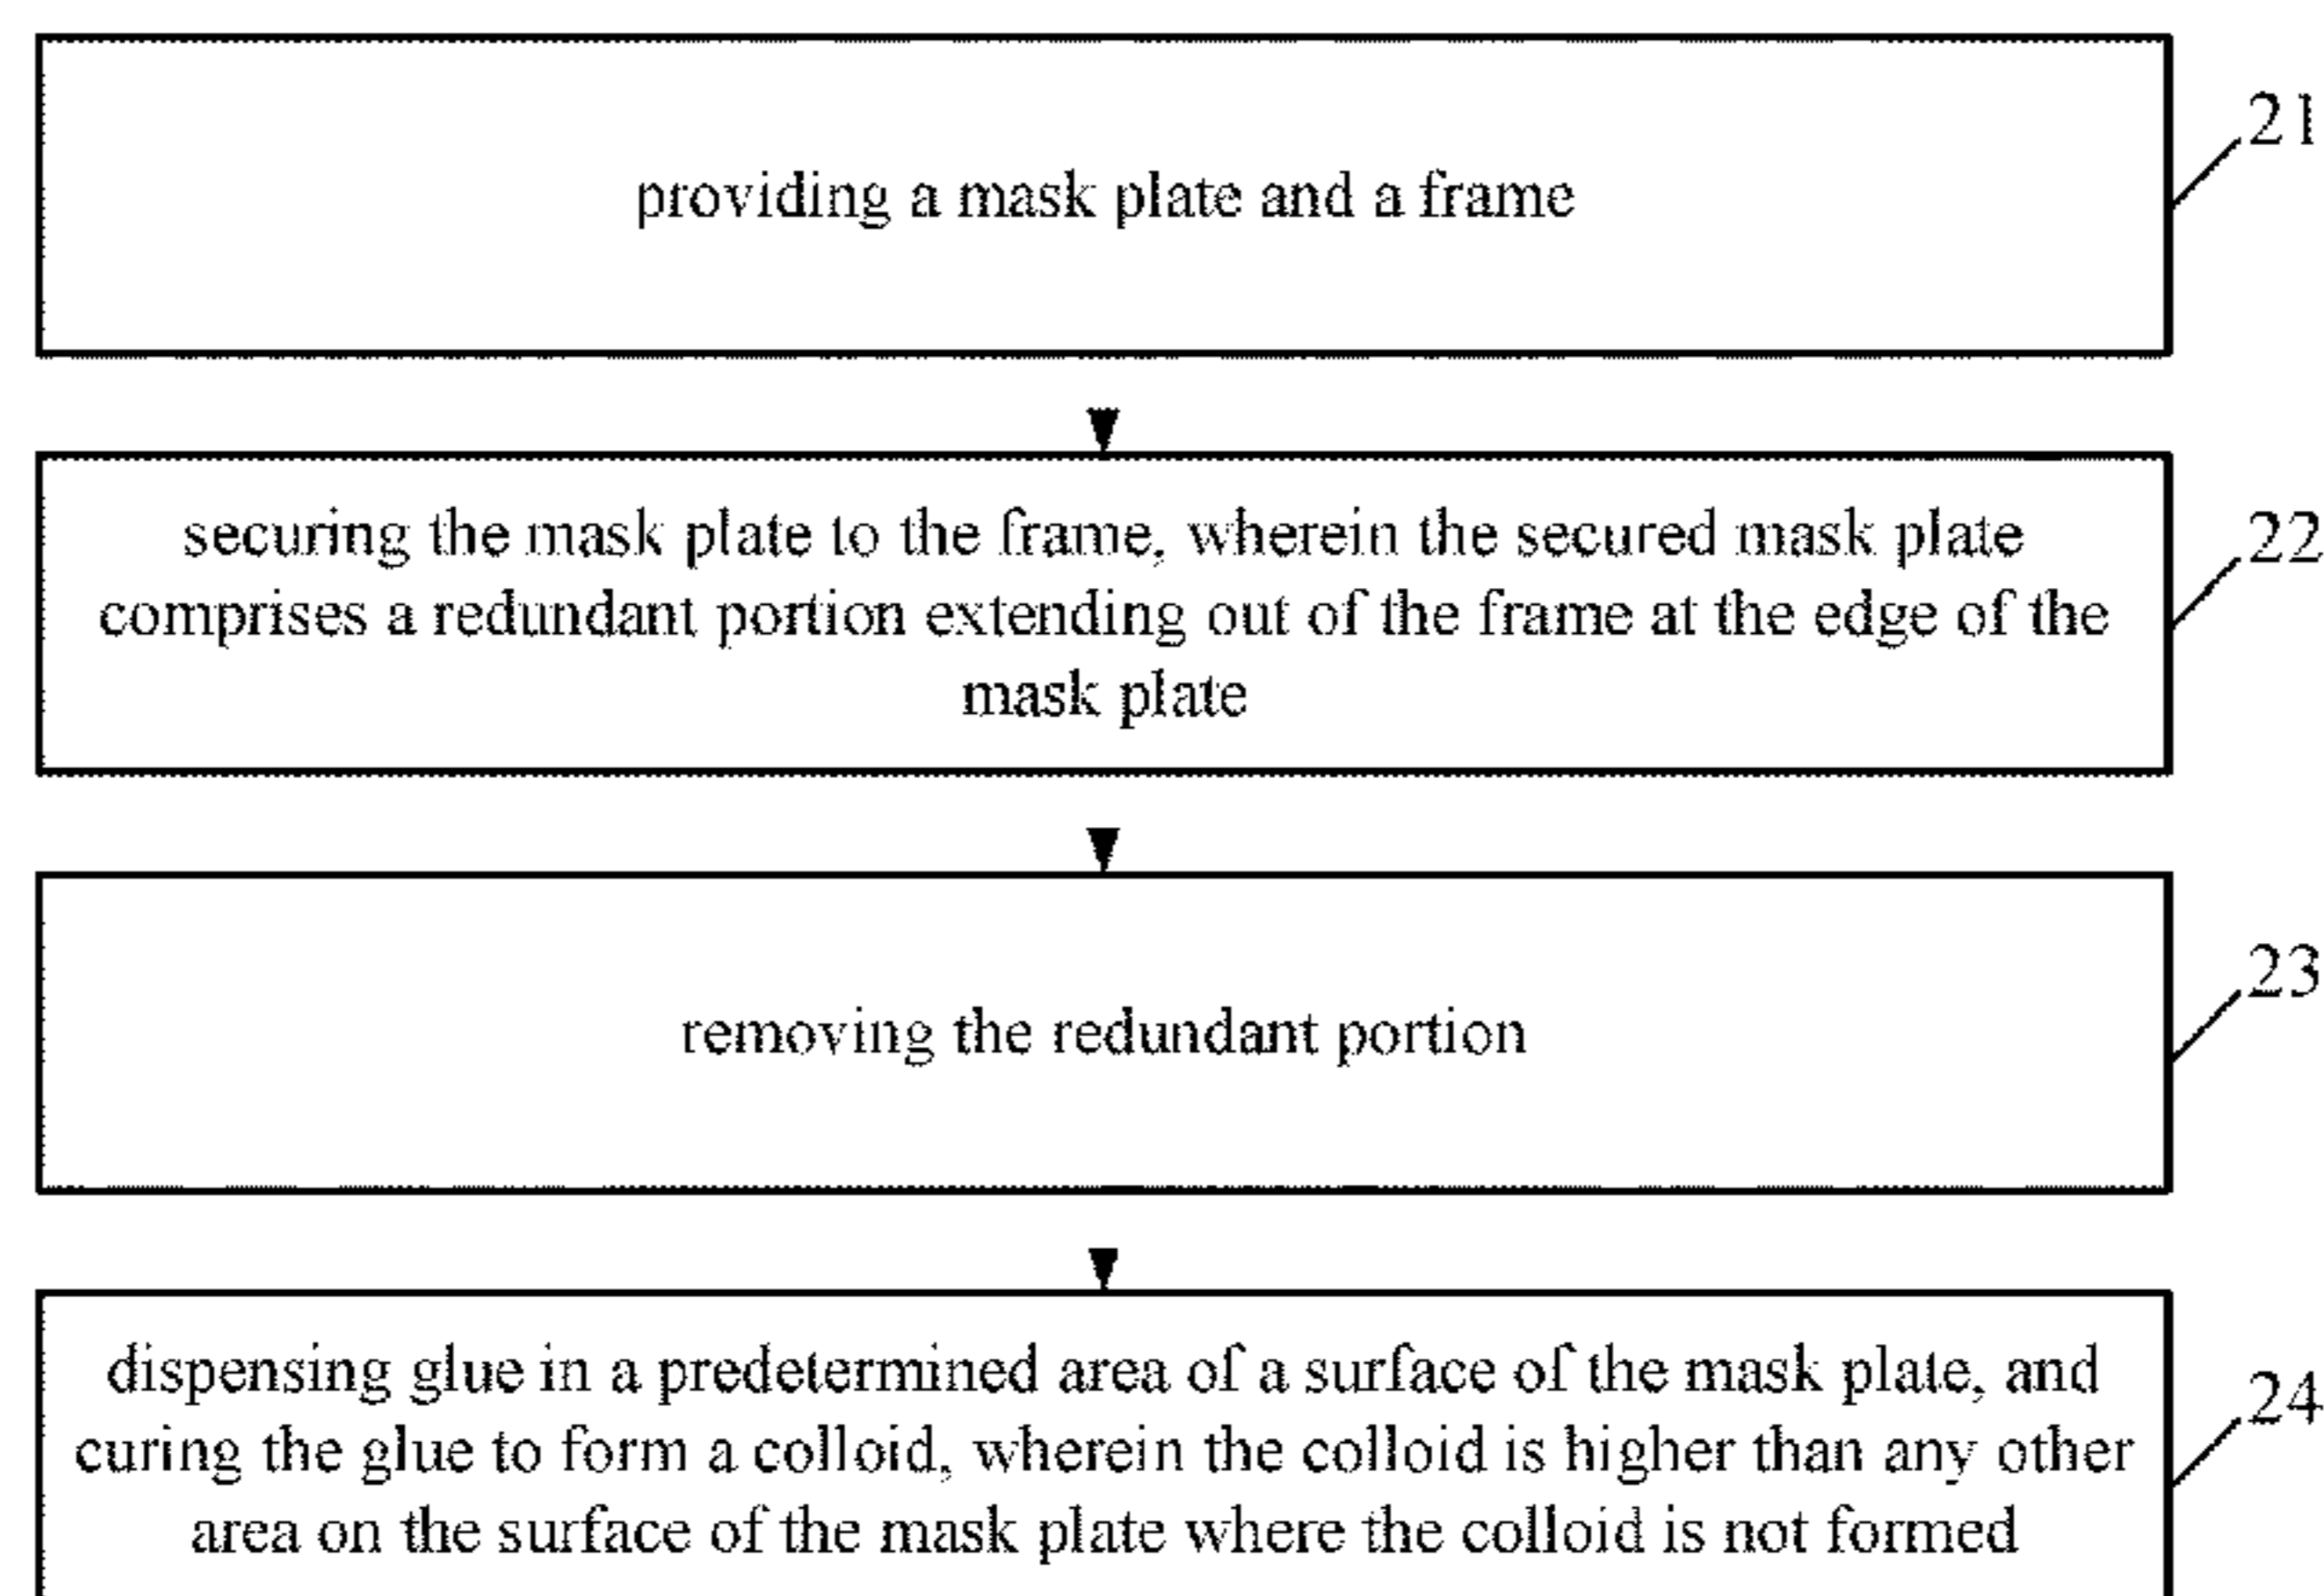 providing a mask plate and a frame
21
securing the mask plate to the frame, wherein the secured mask plate
comprises a redundant portion extending out of the frame at the edge of the
mask plate
22
removing the redundant portion
23
dispensing glue in a predetermined area of a surface of the mask plate, and
curing the glue to form a colloid, wherein the colloid is higher than any other
area on the surface of the mask plate where the colloid is not formed
24